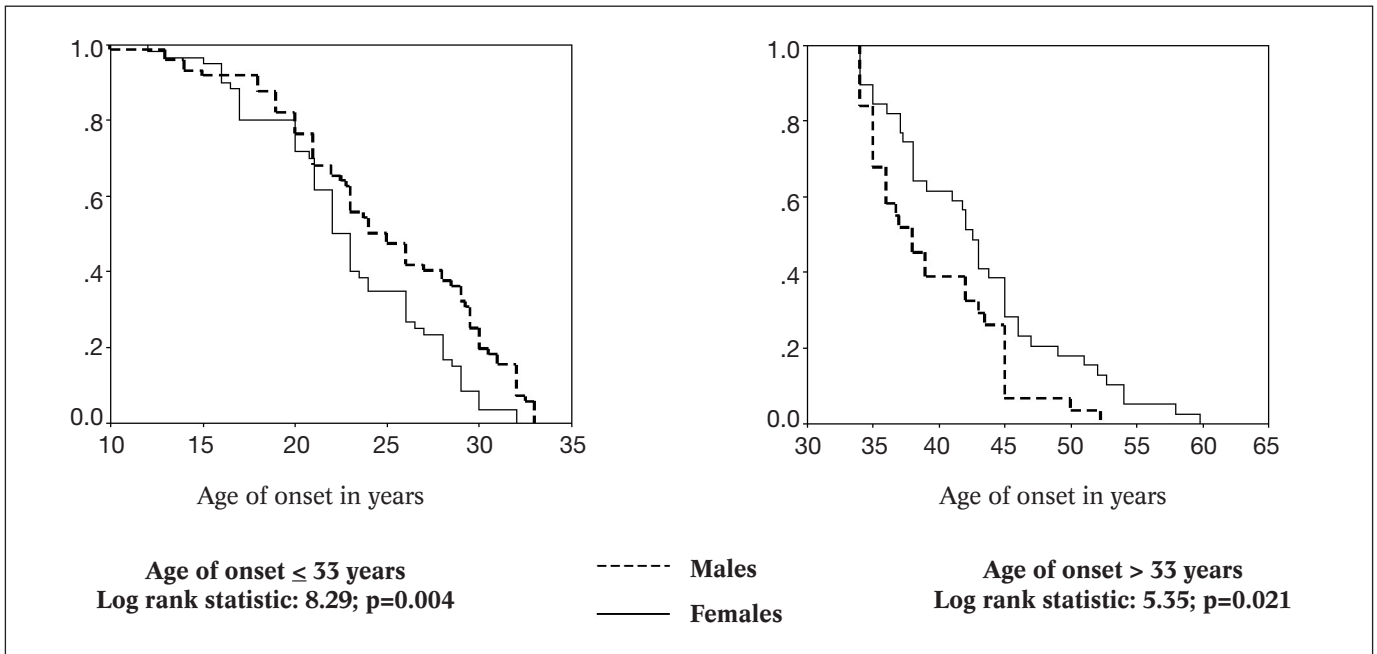 1.0
.8
.6
.4
.2
0.0
10 15 20 25 30 35
Age of onset in years
1.0
.8
.6
.4
.2
0.0
30 35 40 45 50 55 60 65
Age of onset in years
Age of onset ≤ 33 years
Log rank statistic: 8.29; p=0.004
Males
Females
Age of onset > 33 years
Log rank statistic: 5.35; p=0.021